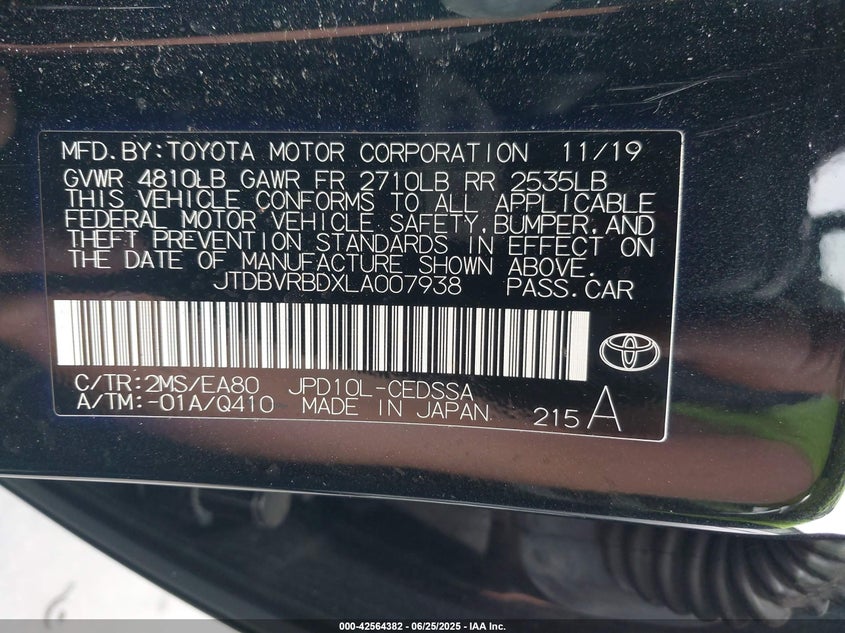 MFD.BY:TOYOTA MOTOR CORPORATION 11/19
GVWR 4810LB GAWR FR 2710LB RR 2535LB
THIS VEHICLE CONFORMS TO ALL APPLICABLE
FEDERAL MOTOR VEHICLE SAFETY,BUMPER,AND
THEFT PREVENTION STANDARDS IN EFFECT ON
THE DATE OF MANUFACTURE SHOWN ABOVE.
JTDBVRBDXLA007938 PASS.CAR
C/TR:2MS/EA80 JPD10L-CEDSSA
A/TM:-01A/Q410 MADE IN JAPAN 215 A
000-42564382 - 06/25/2025 - IAA Inc.